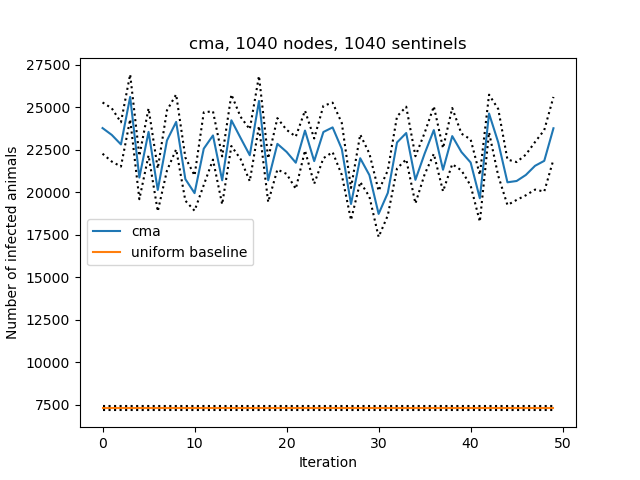 cma, 1040 nodes, 1040 sentinels
27500
25000
22500
20000
17500
15000
12500
10000
7500
Number of infected animals
cma
uniform baseline
0 10 20 30 40 50
Iteration